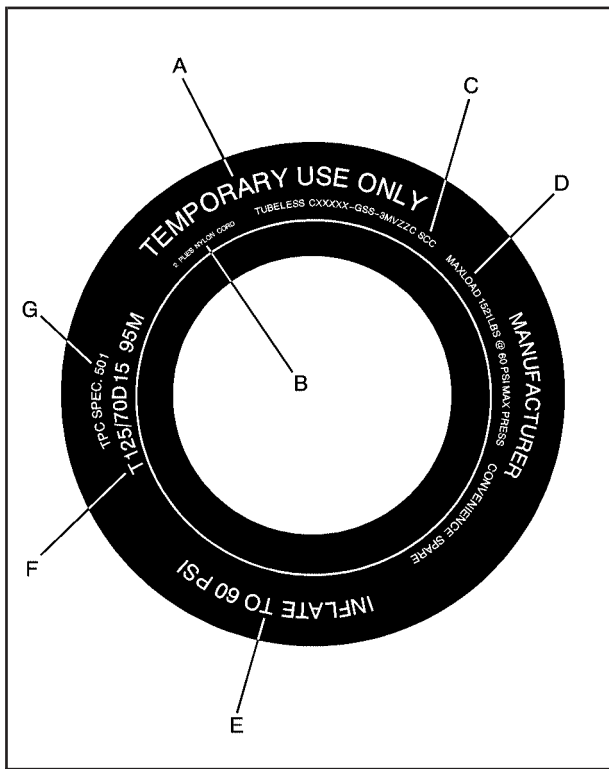 A
C
D
TEMPORARY USE ONLY
TUBELESS CXXXXX-GSS-3MVZZC SCC
2 PLIES NYLON CORD
MAXLOAD 1521LBS @ 60 PSI MAX PRESS
MANUFACTURER
G
TPC SPEC. 501
T125/70D15 95M
B
CONVENIENCE SPARE
F
INFLATE TO 60 PSI
E